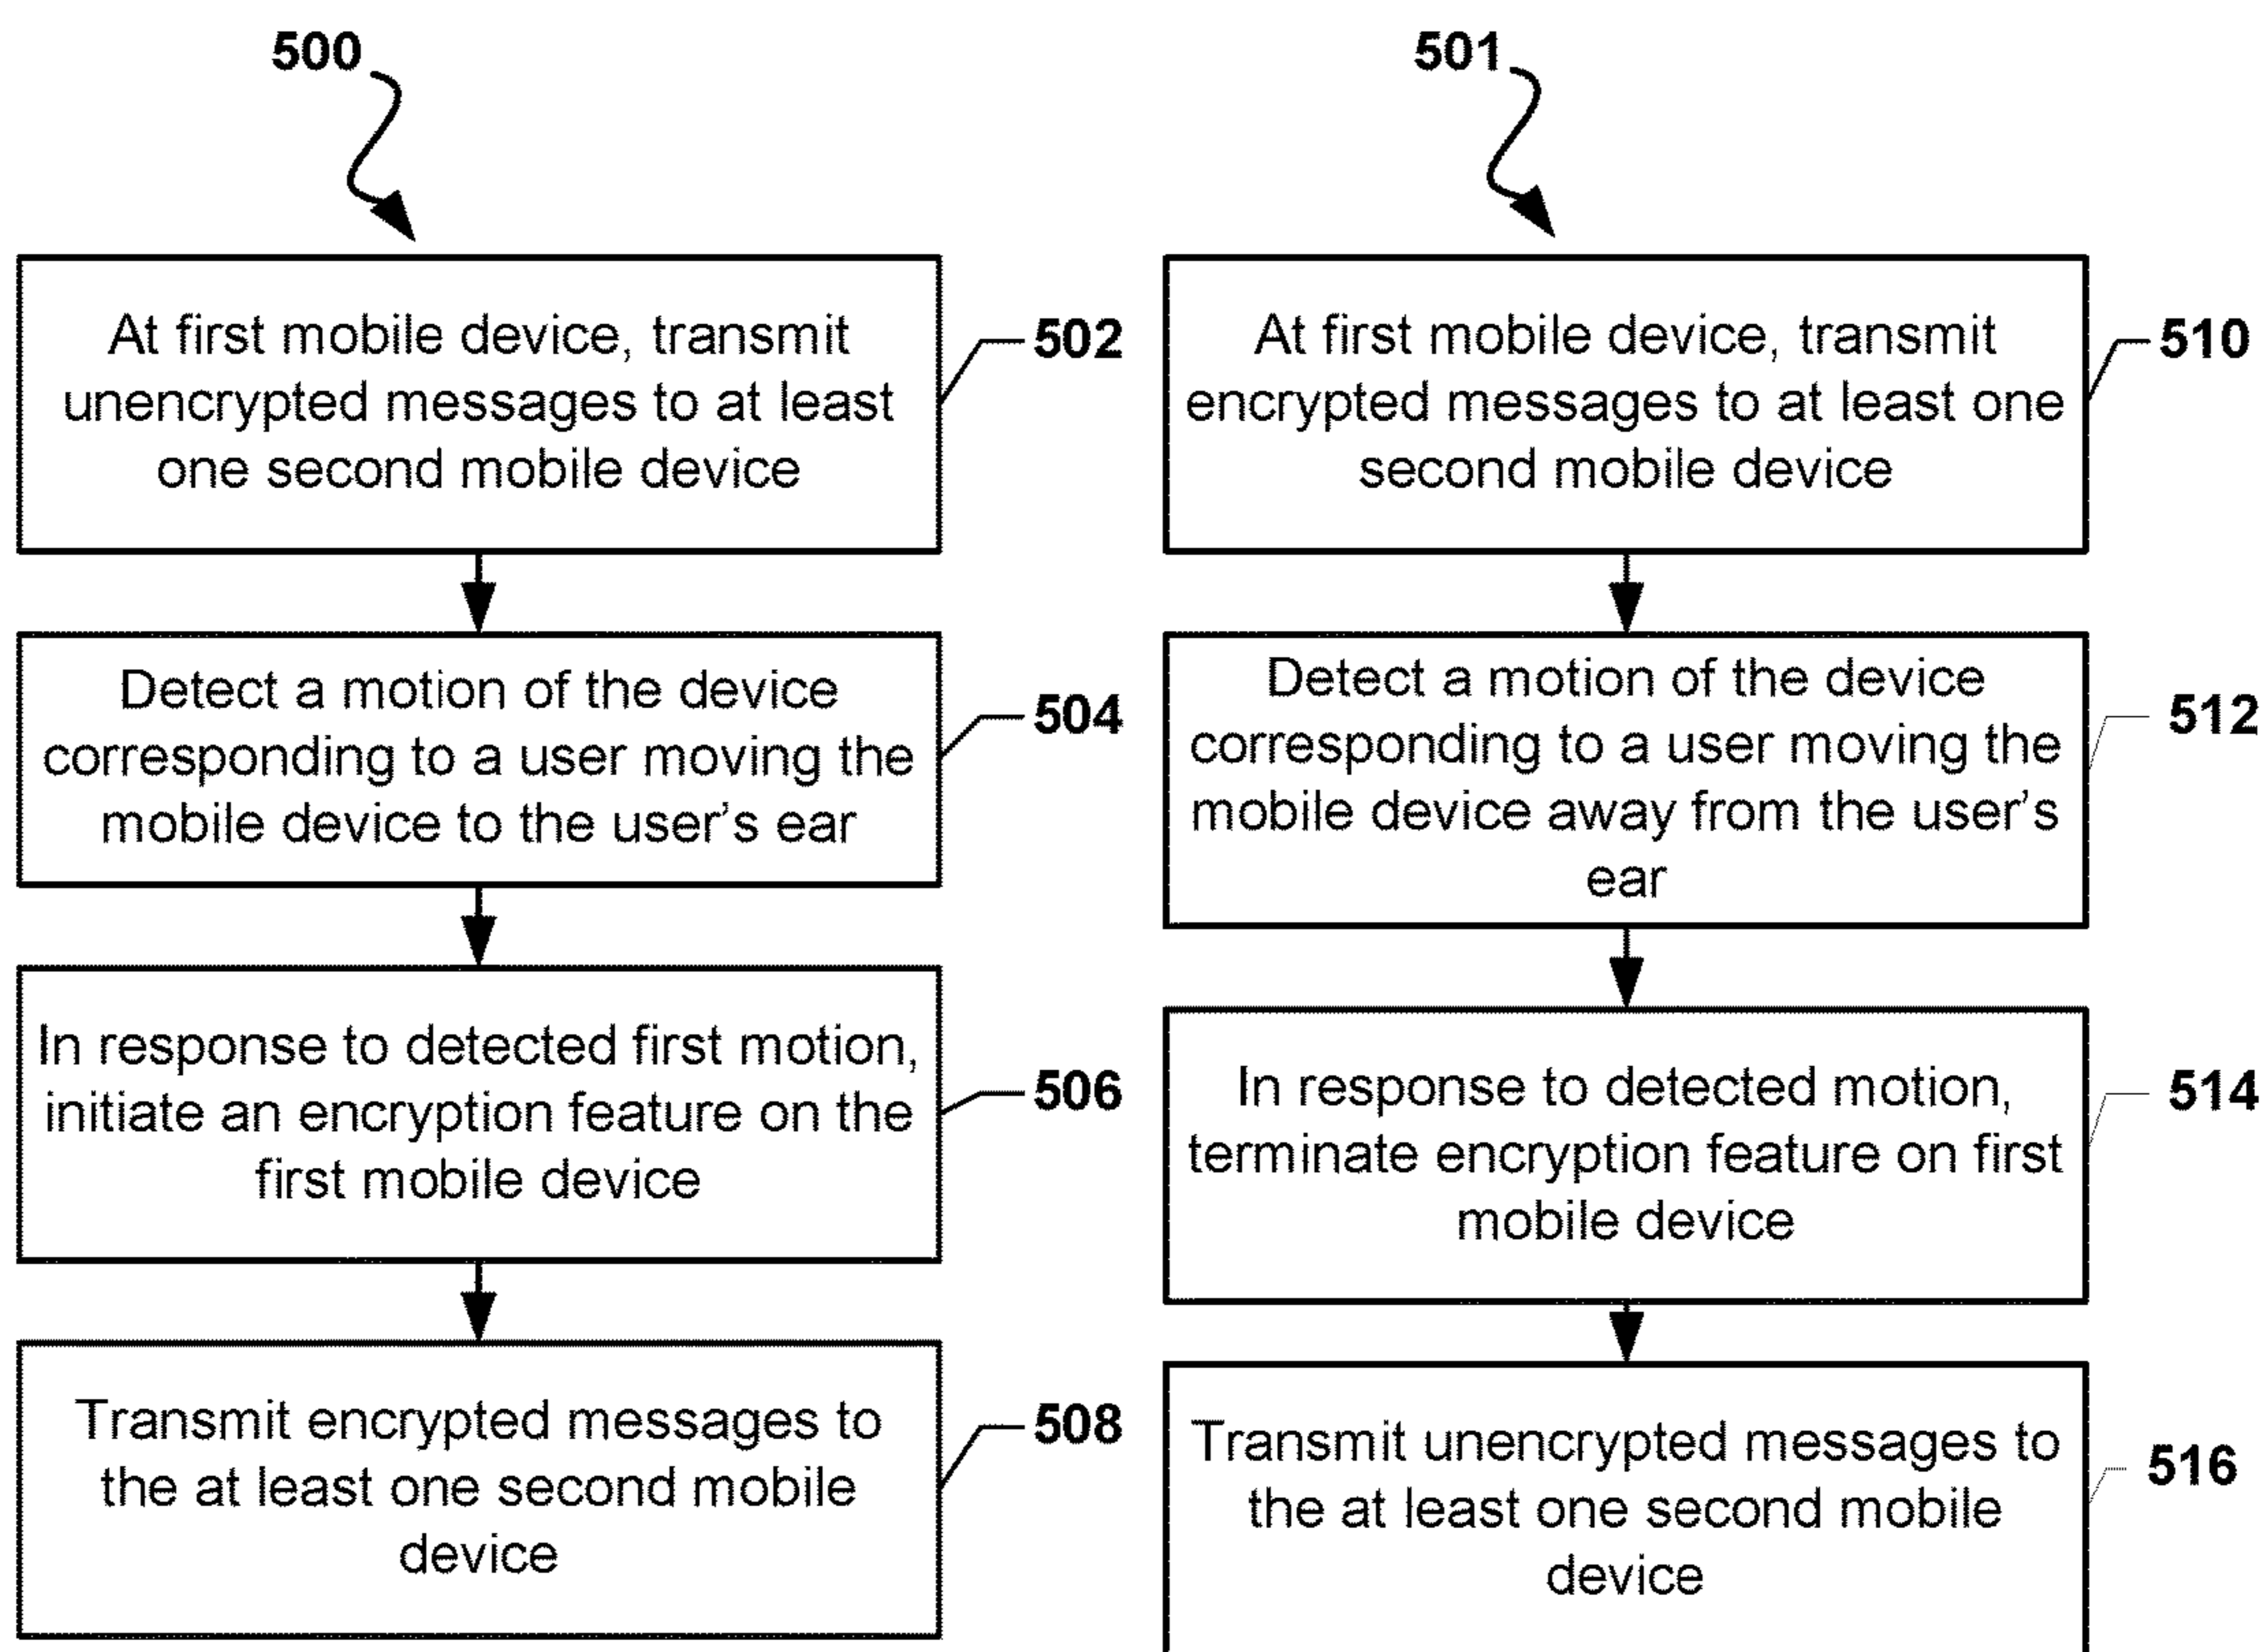 500
At first mobile device, transmit
unencrypted messages to at least
one second mobile device
502
Detect a motion of the device
corresponding to a user moving the
mobile device to the user's ear
504
In response to detected first motion,
initiate an encryption feature on the
first mobile device
506
Transmit encrypted messages to
the at least one second mobile
device
508
501
At first mobile device, transmit
encrypted messages to at least one
second mobile device
510
Detect a motion of the device
corresponding to a user moving the
mobile device away from the user's
ear
512
In response to detected motion,
terminate encryption feature on first
mobile device
514
Transmit unencrypted messages to
the at least one second mobile
device
516